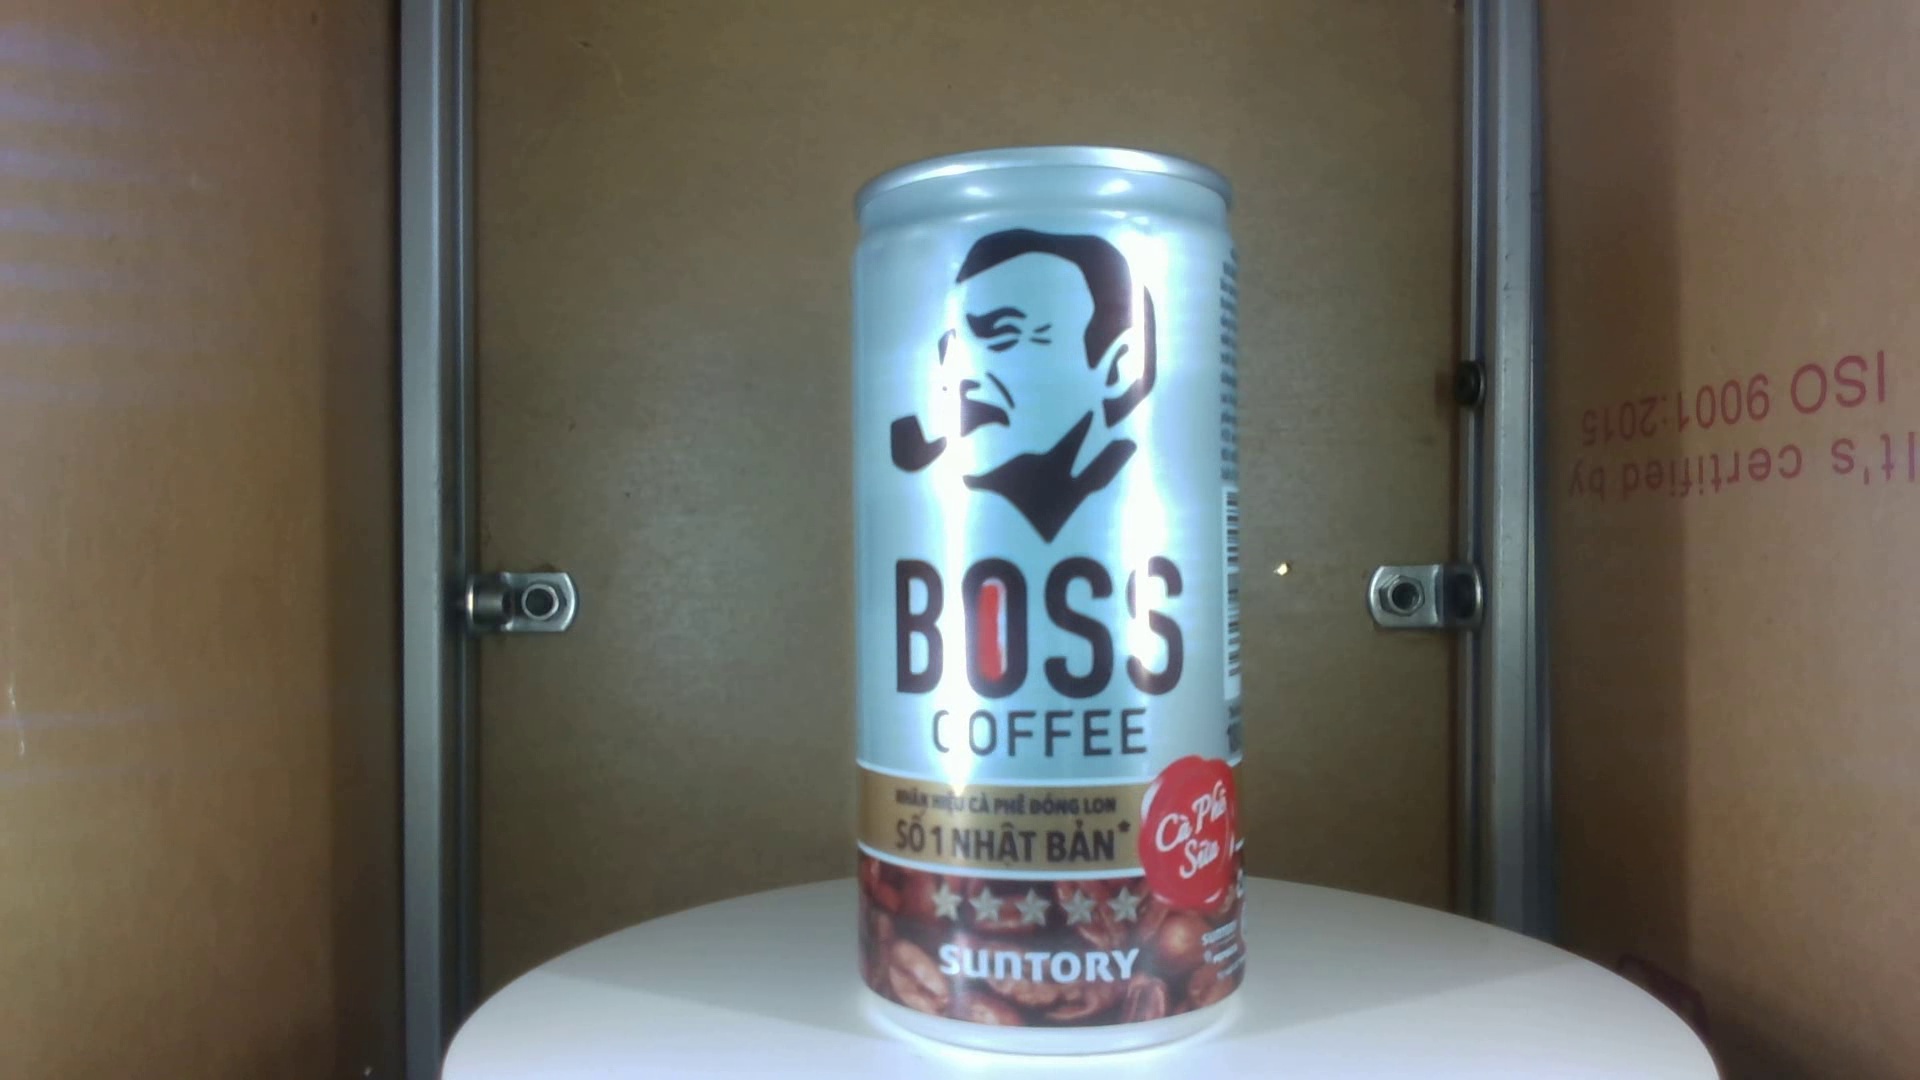 BOSS
COFFEE
NHÃN HIỆU CÀ PHÊ ĐÓNG LON
SỐ 1 NHẬT BẢN*
Cà Phê
Sữa
SUNTORY
It's certified by
ISO 9001:2015